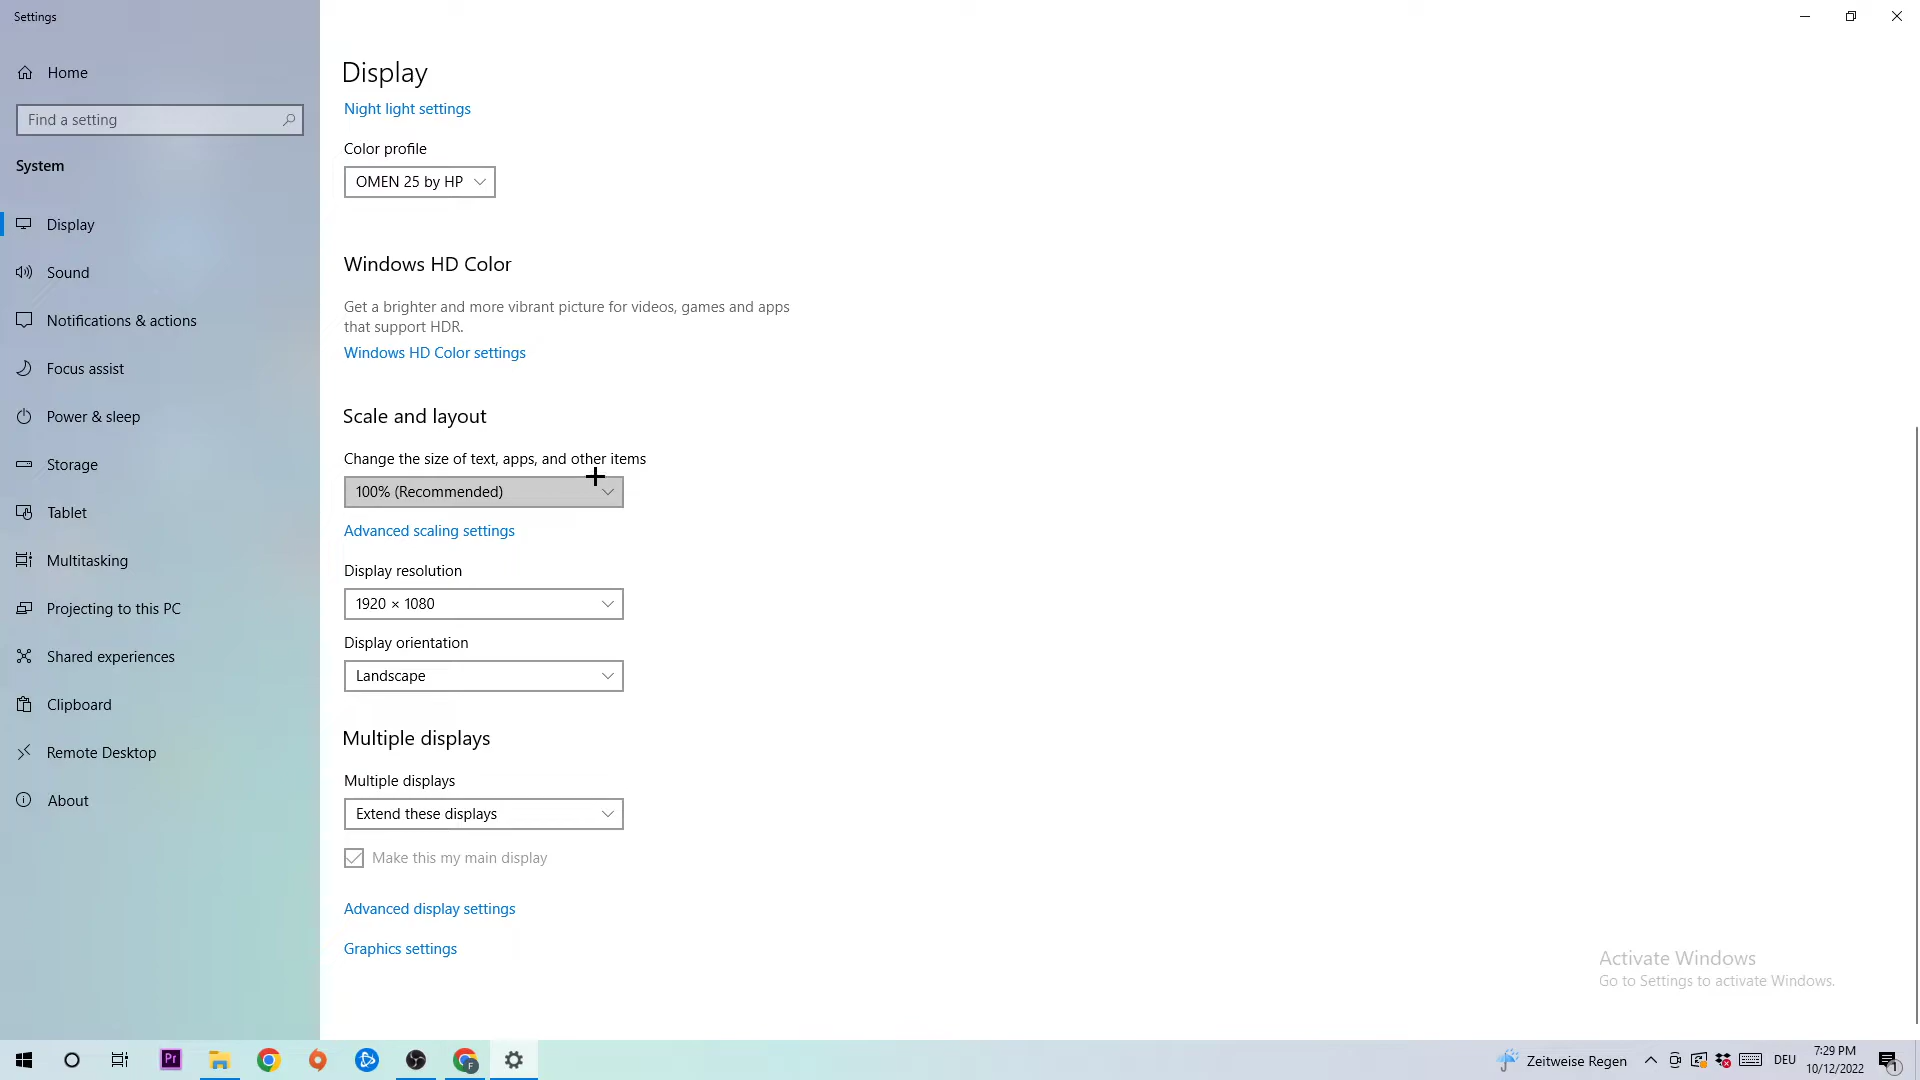 Settings
Home
Find a setting
System
Display
Sound
Notifications & actions
Focus assist
Power & sleep
Storage
Tablet
Multitasking
Projecting to this PC
Shared experiences
Clipboard
Remote Desktop
About
Display
Night light settings
Color profile
OMEN 25 by HP
Windows HD Color
Get a brighter and more vibrant picture for videos, games and apps
that support HDR.
Windows HD Color settings
Scale and layout
Change the size of text, apps, and other items
100% (Recommended)
Advanced scaling settings
Display resolution
1920 × 1080
Display orientation
Landscape
Multiple displays
Multiple displays
Extend these displays
Make this my main display
Advanced display settings
Graphics settings
Activate Windows
Go to Settings to activate Windows.
Pr
F
Zeitweise Regen
DEU
7:29 PM
10/12/2022
1